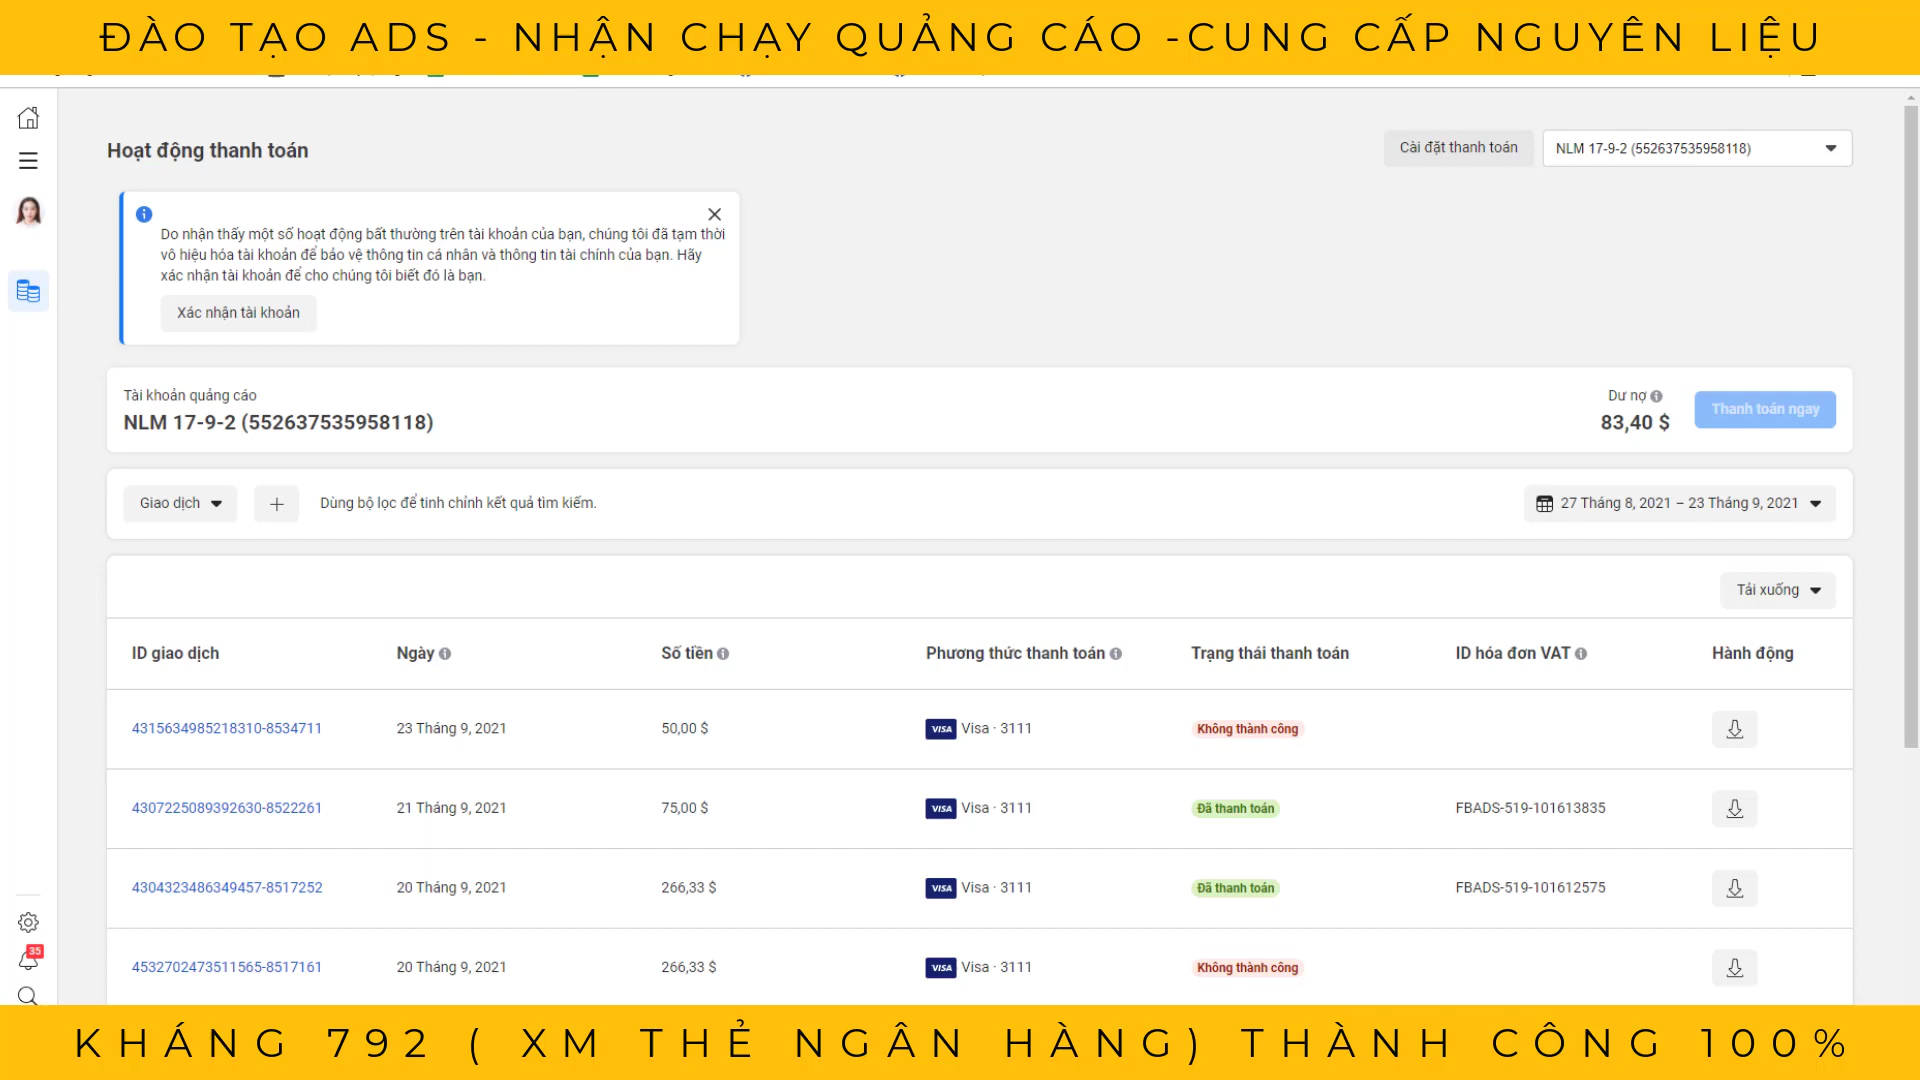 ĐÀO TẠO ADS - NHẬN CHẠY QUẢNG CÁO -CUNG CẤP NGUYÊN LIỆU
Hoạt động thanh toán
Cài đặt thanh toán
NLM 17-9-2 (552637535958118)
Do nhận thấy một số hoạt động bất thường trên tài khoản của bạn, chúng tôi đã tạm thời
vô hiệu hóa tài khoản để bảo vệ thông tin cá nhân và thông tin tài chính của bạn. Hãy
xác nhận tài khoản để cho chúng tôi biết đó là bạn.
Xác nhận tài khoản
Tài khoản quảng cáo
NLM 17-9-2 (552637535958118)
Dư nợ
83,40 $
Thanh toán ngay
Giao dịch
Dùng bộ lọc để tinh chỉnh kết quả tìm kiếm.
27 Tháng 8, 2021 – 23 Tháng 9, 2021
Tải xuống
ID giao dịch Ngày Số tiền Phương thức thanh toán Trạng thái thanh toán ID hóa đơn VAT Hành động
4315634985218310-8534711 23 Tháng 9, 2021 50,00 $ VISA Visa · 3111 Không thành công
4307225089392630-8522261 21 Tháng 9, 2021 75,00 $ VISA Visa · 3111 Đã thanh toán FBADS-519-101613835
4304323486349457-8517252 20 Tháng 9, 2021 266,33 $ VISA Visa · 3111 Đã thanh toán FBADS-519-101612575
35
4532702473511565-8517161 20 Tháng 9, 2021 266,33 $ VISA Visa · 3111 Không thành công
KHÁNG 792 ( XM THẺ NGÂN HÀNG) THÀNH CÔNG 100%